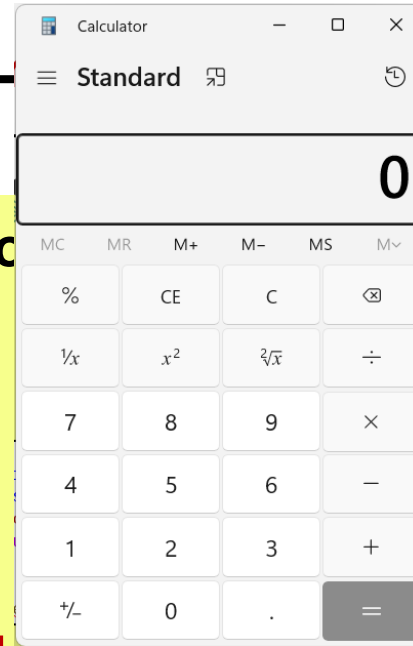 Calculator
Standard
0
MC MR M+ M− MS M
% CE C
¹/x x² ²√x ÷
7 8 9 ×
4 5 6 −
1 2 3 +
+/− 0 . =